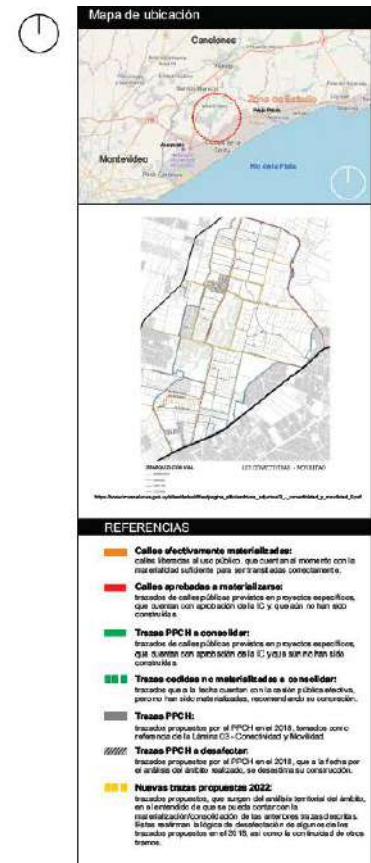 Mapa de ubicación
Canelones
Zona de Estudio
Montevideo
Río de la Plata
JERARQUIZACIÓN VIAL
L03 CONECTIVIDAD - MOVILIDAD
REFERENCIAS
Calles efectivamente materializadas:
calles liberadas al uso público, que cuentan al momento con la
materialidad suficiente para ser transitadas correctamente.
Calles aprobadas a materializarse:
trazados de calles públicas previstos en proyectos específicos,
que cuentan con aprobación de la IC y que aún no han sido
construidas.
Trazas PPCH a consolidar:
trazados de calles públicas previstos en proyectos específicos,
que cuentan con aprobación de la IC y que aún no han sido
construidas.
Trazas cedidas no materializadas a consolidar:
trazados que a la fecha cuentan con la cesión pública efectiva,
pero no han sido materializadas, recomendando su concreción.
Trazas PPCH:
trazados propuestos por el PPCH en el 2018, tomados como
referencia de la Lámina 03 - Conectividad y Movilidad.
Trazas PPCH a desafectar:
trazados propuestos por el PPCH en el 2018, que a la fecha por
el análisis del ámbito realizado, se desestima su construcción.
Nuevas trazas propuestas 2022:
trazados propuestos, que surgen del análisis territorial del ámbito,
en el entendido de que se pueda contar con la
materialización/consolidación de las anteriores trazas descritas.
Estas reafirman la lógica de desafectación de algunos de los
trazados propuestos en el 2018, así como la continuidad de otros
tramos.